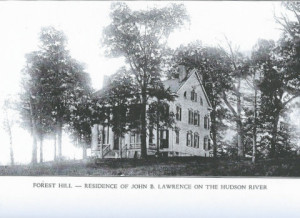 FOREST HILL — RESIDENCE OF JOHN B. LAWRENCE ON THE HUDSON RIVER